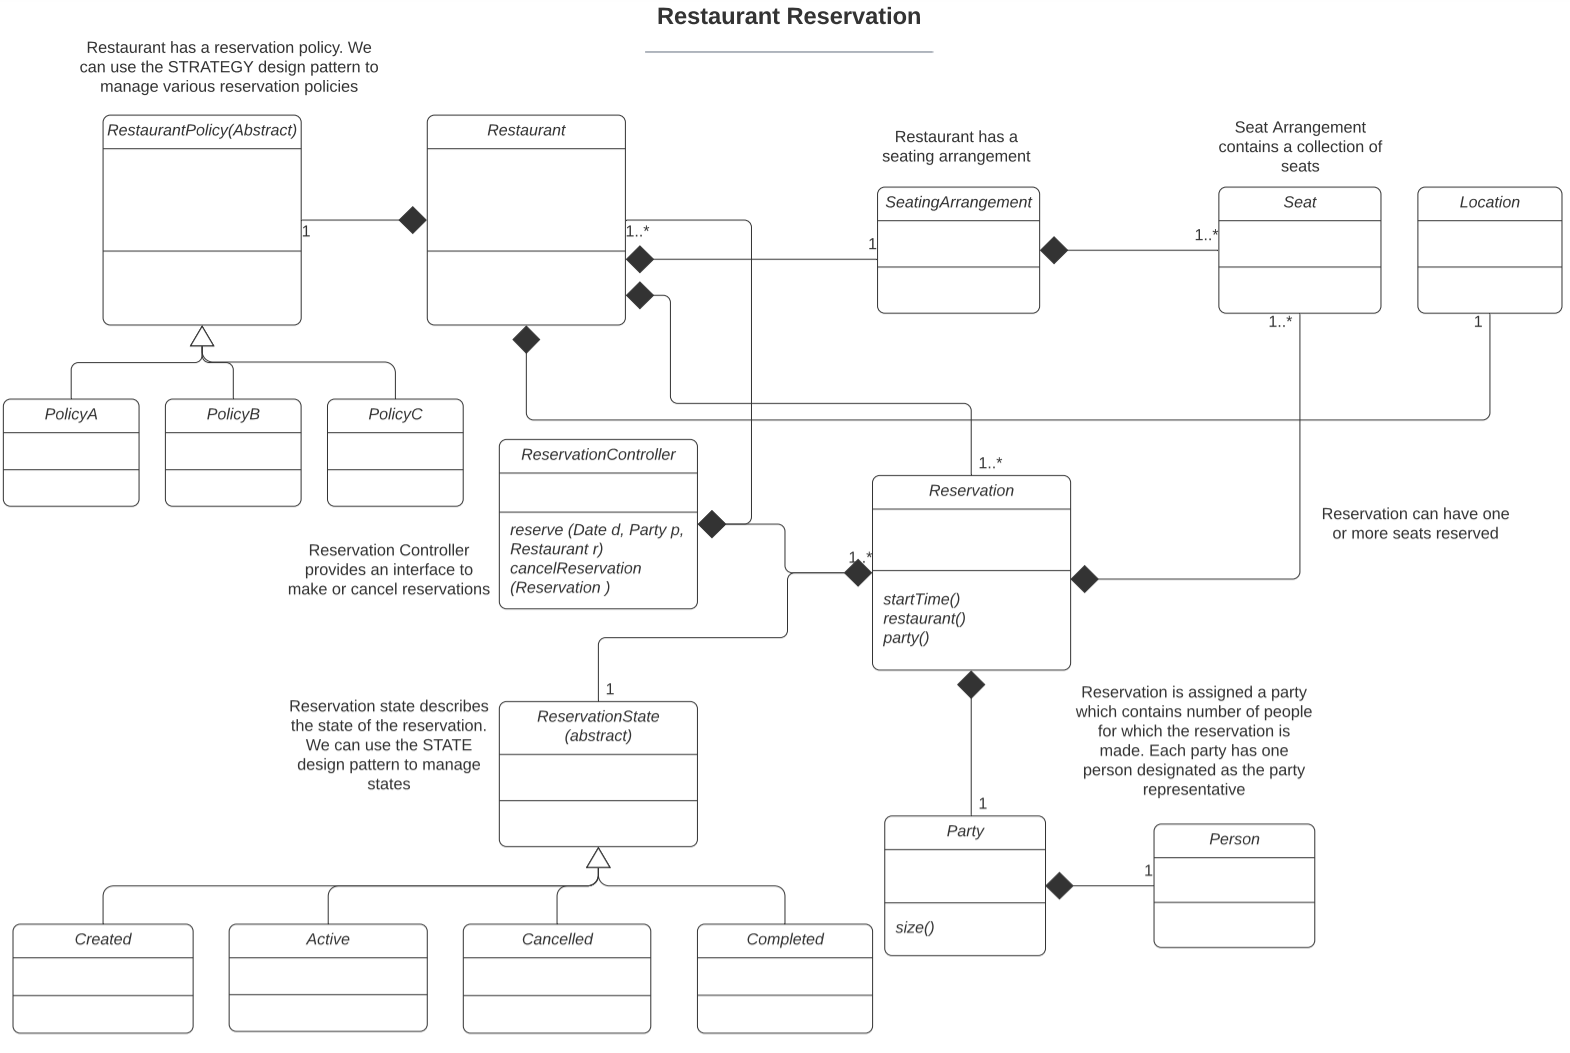 Restaurant Reservation
Restaurant has a reservation policy. We
can use the STRATEGY design pattern to
manage various reservation policies
RestaurantPolicy(Abstract)
Restaurant
Restaurant has a
seating arrangement
Seat Arrangement
contains a collection of
seats
SeatingArrangement
Seat
Location
1
1..*
1
1..*
1..*
1
PolicyA
PolicyB
PolicyC
ReservationController
reserve (Date d, Party p,
Restaurant r)
cancelReservation
(Reservation )
Reservation Controller
provides an interface to
make or cancel reservations
1..*
Reservation
1..*
startTime()
restaurant()
party()
Reservation can have one
or more seats reserved
1
Reservation state describes
the state of the reservation.
We can use the STATE
design pattern to manage
states
ReservationState
(abstract)
Reservation is assigned a party
which contains number of people
for which the reservation is
made. Each party has one
person designated as the party
representative
1
Party
size()
1
Person
Created
Active
Cancelled
Completed